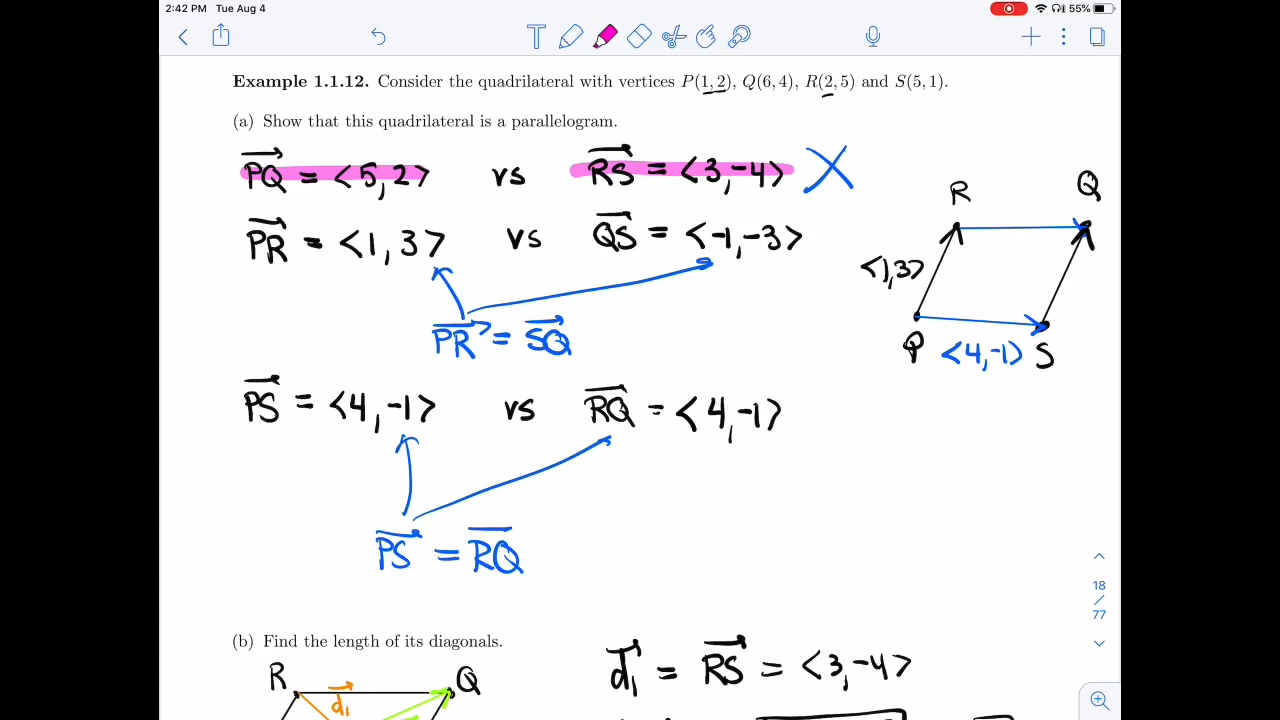 2:42 PM Tue Aug 4
55%
Example 1.1.12. Consider the quadrilateral with vertices P(1, 2), Q(6, 4), R(2, 5) and S(5, 1).
(a) Show that this quadrilateral is a parallelogram.
PQ = <5, 2> vs RS = <3, -4> X
PR = <1, 3> vs QS = <-1, -3>
R Q
<1, 3>
PR = SQ
P <4, -1> S
PS = <4, -1> vs RQ = <4, -1>
PS = RQ
18
/
77
(b) Find the length of its diagonals.
d₁ = RS = <3, -4>
R d₁ Q